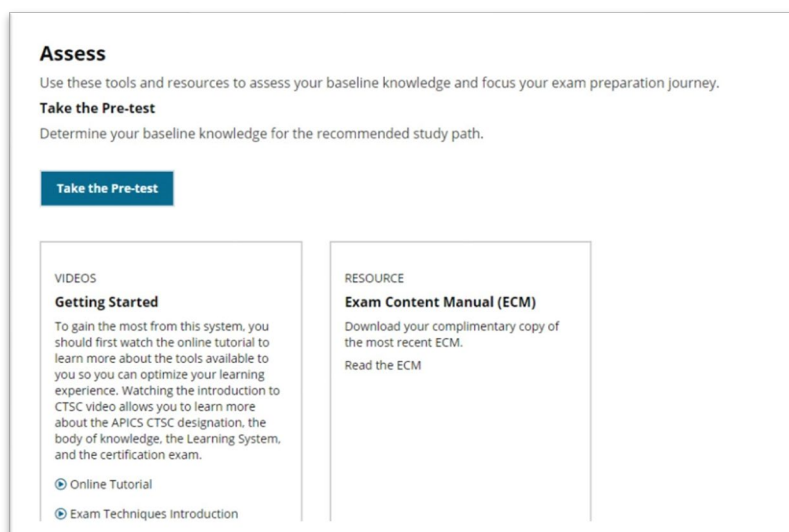 Assess
Use these tools and resources to assess your baseline knowledge and focus your exam preparation journey.
Take the Pre-test
Determine your baseline knowledge for the recommended study path.
Take the Pre-test
VIDEOS
Getting Started
To gain the most from this system, you
should first watch the online tutorial to
learn more about the tools available to
you so you can optimize your learning
experience. Watching the introduction to
CTSC video allows you to learn more
about the APICS CTSC designation, the
body of knowledge, the Learning System,
and the certification exam.
Online Tutorial
Exam Techniques Introduction
RESOURCE
Exam Content Manual (ECM)
Download your complimentary copy of
the most recent ECM.
Read the ECM